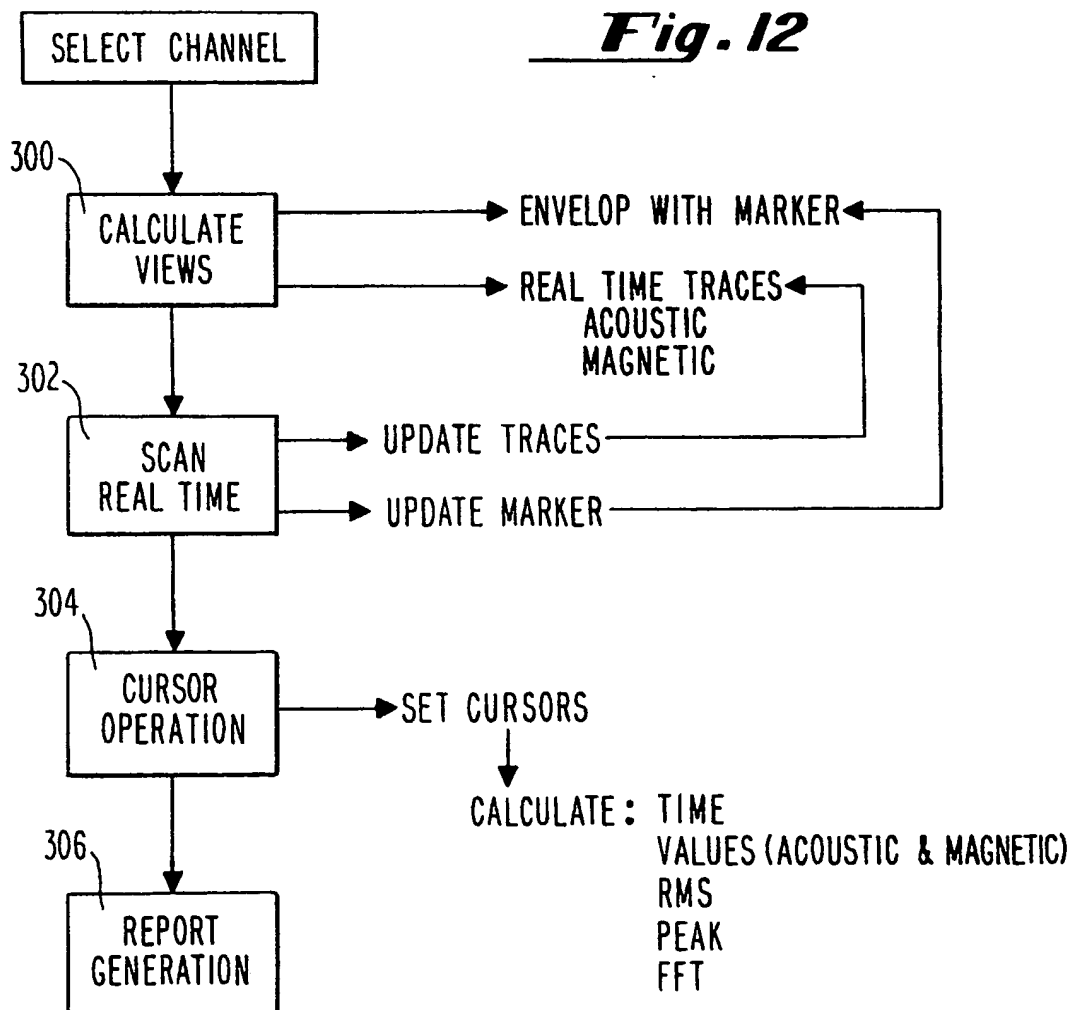 Fig. 12
SELECT CHANNEL
300
CALCULATE
VIEWS
ENVELOP WITH MARKER
REAL TIME TRACES
ACOUSTIC
MAGNETIC
302
SCAN
REAL TIME
UPDATE TRACES
UPDATE MARKER
304
CURSOR
OPERATION
SET CURSORS
CALCULATE: TIME
VALUES (ACOUSTIC & MAGNETIC)
RMS
PEAK
FFT
306
REPORT
GENERATION